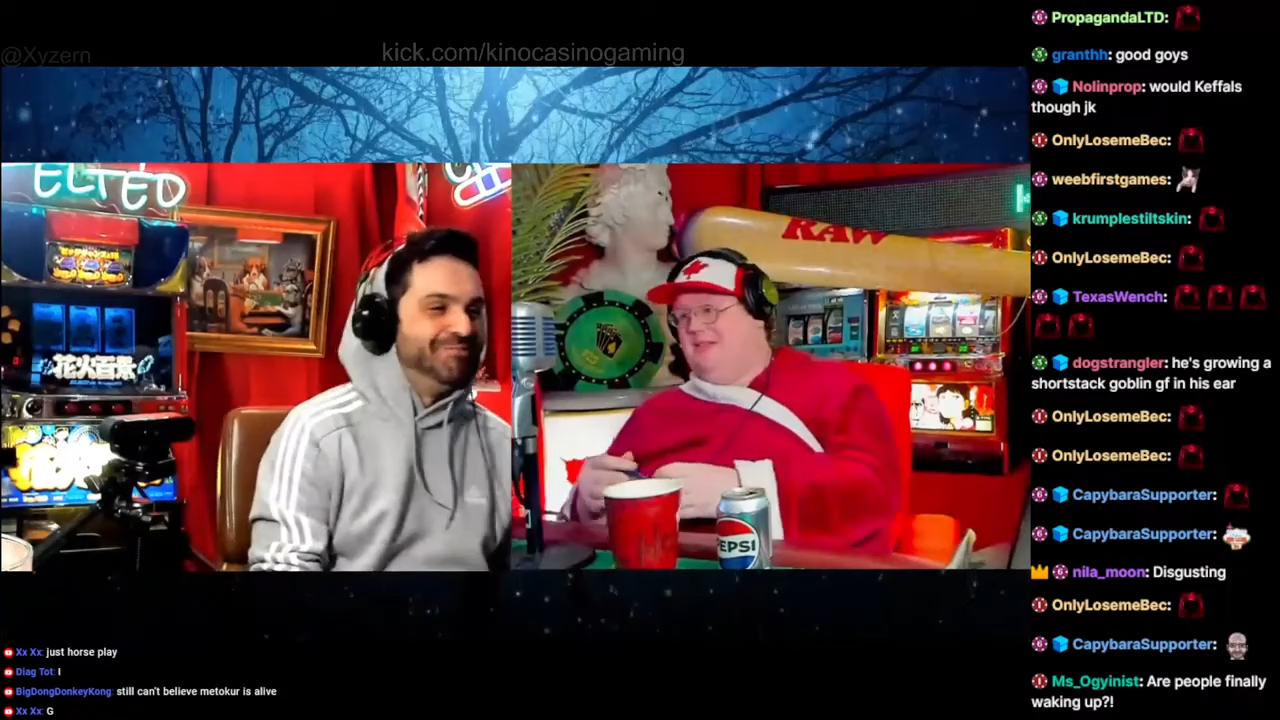 @Xyzern
kick.com/kinocasinogaming
ELTED
RAW
花火百景
PEPSI
PropagandaLTD:
granthh: good goys
Nolinprop: would Keffals
though jk
OnlyLosemeBec:
weebfirstgames:
krumplestiltskin:
OnlyLosemeBec:
TexasWench:
dogstrangler: he's growing a
shortstack goblin gf in his ear
OnlyLosemeBec:
OnlyLosemeBec:
CapybaraSupporter:
CapybaraSupporter:
nila_moon: Disgusting
OnlyLosemeBec:
CapybaraSupporter:
Ms_Ogyinist: Are people finally
waking up?!
Xx Xx: just horse play
Diag Tot: I
BigDongDonkeyKong: still can't believe metokur is alive
Xx Xx: G